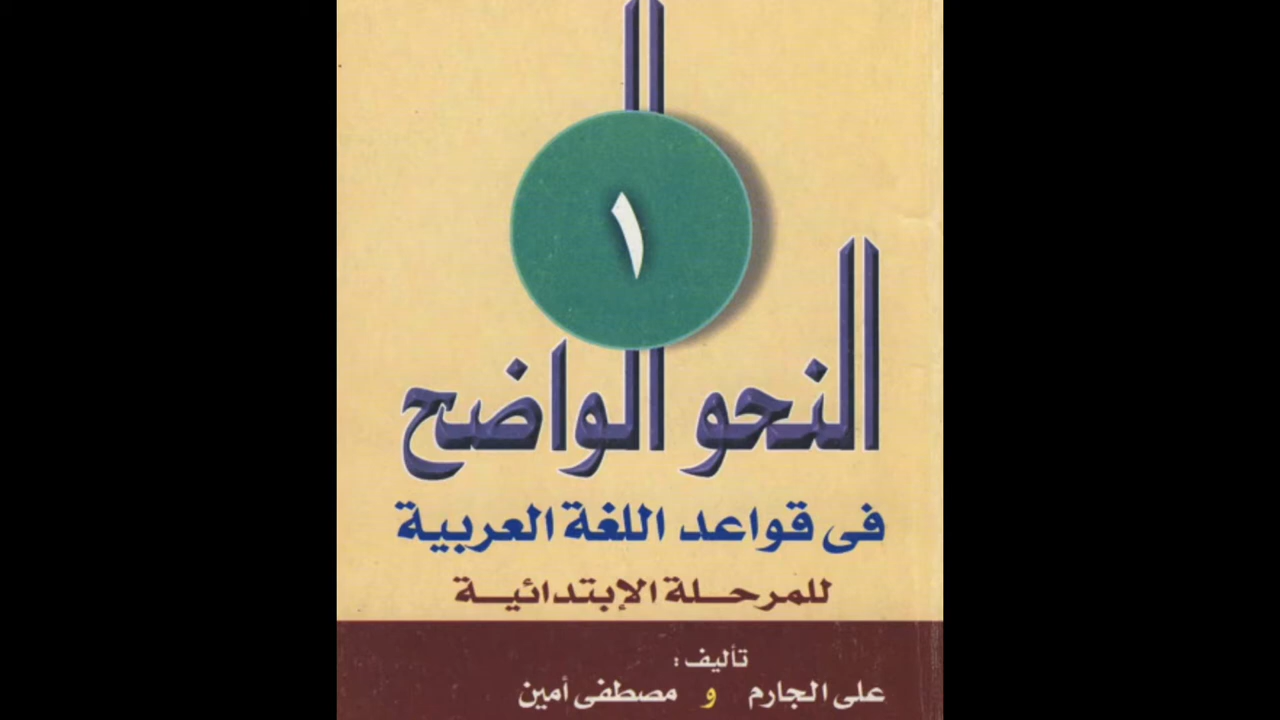 ١
النحو الواضح
فى قواعد اللغة العربية
للمرحلة الإبتدائية
تأليف:
على الجارم و مصطفى أمين